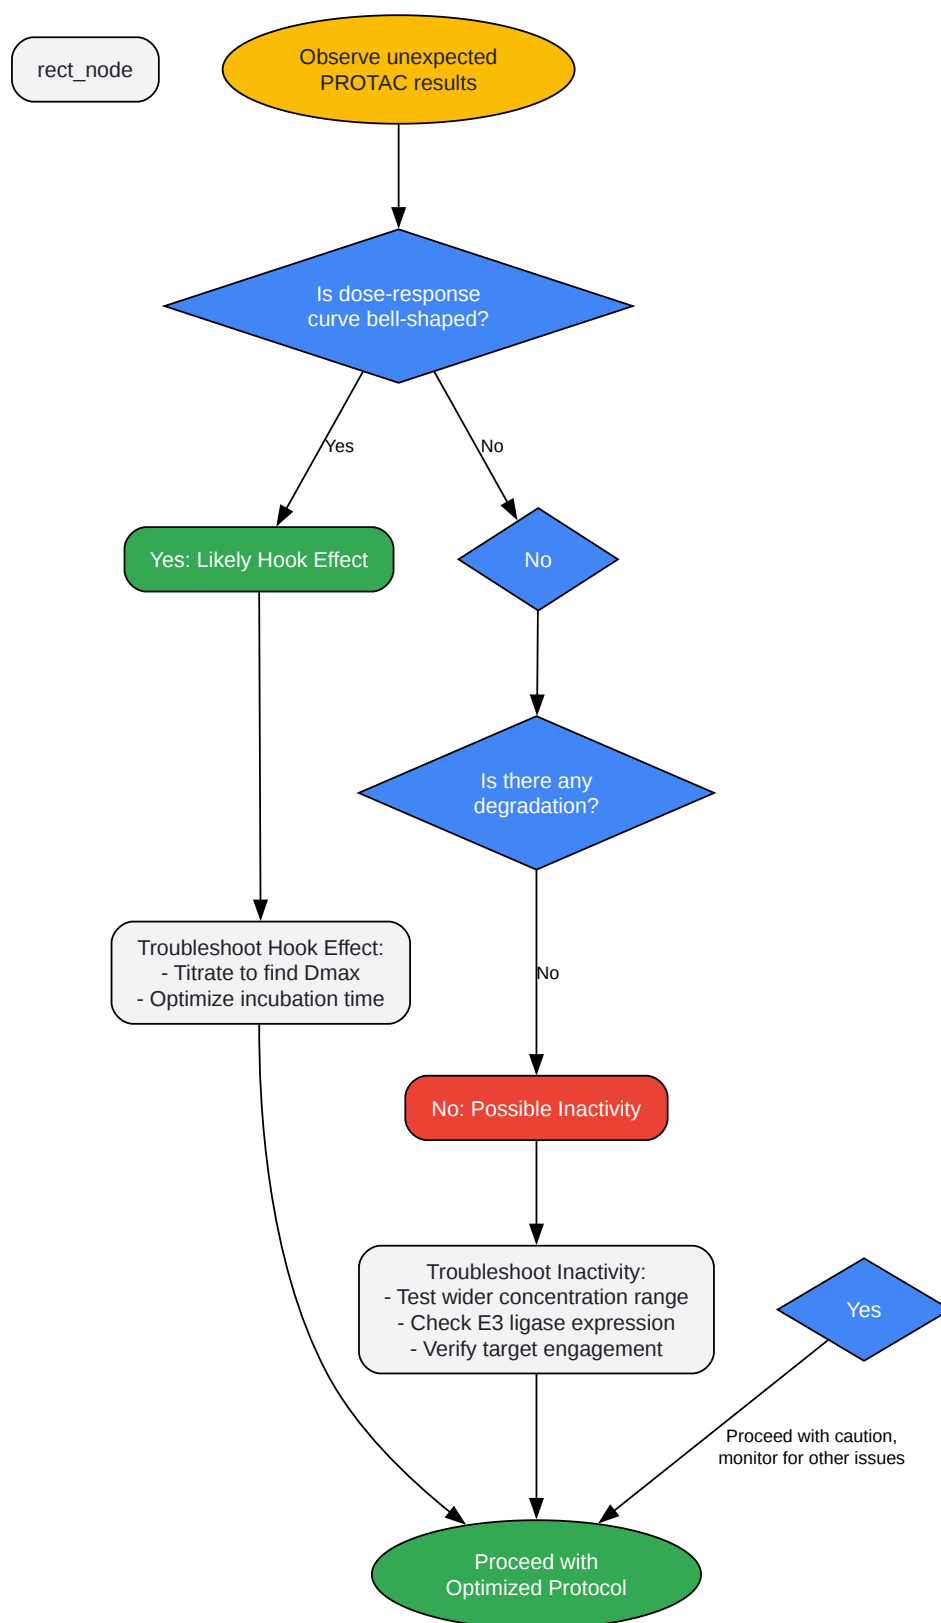 rect_node
Observe unexpected
PROTAC results
Is dose-response
curve bell-shaped?
Yes
No
Yes: Likely Hook Effect
No
Is there any
degradation?
Troubleshoot Hook Effect:
- Titrate to find Dmax
- Optimize incubation time
No
No: Possible Inactivity
Troubleshoot Inactivity:
- Test wider concentration range
- Check E3 ligase expression
- Verify target engagement
Yes
Proceed with caution,
monitor for other issues
Proceed with
Optimized Protocol